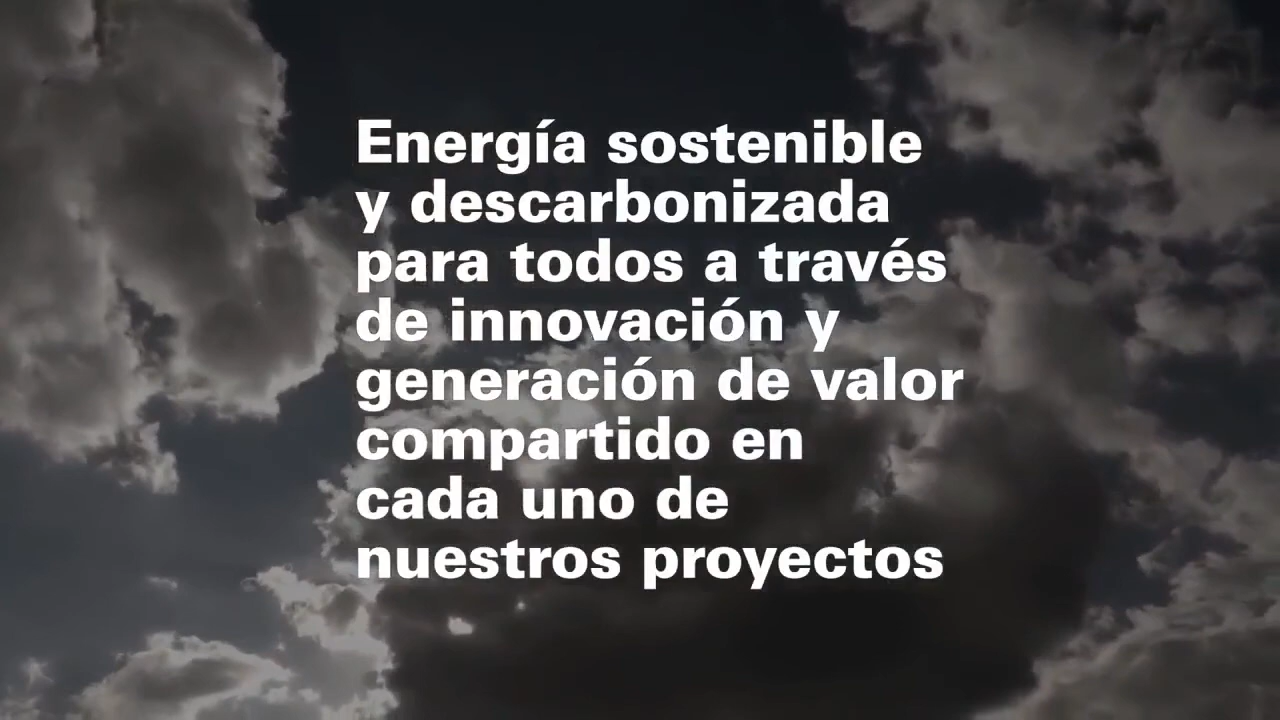 Energía sostenible
y descarbonizada
para todos a través
de innovación y
generación de valor
compartido en
cada uno de
nuestros proyectos